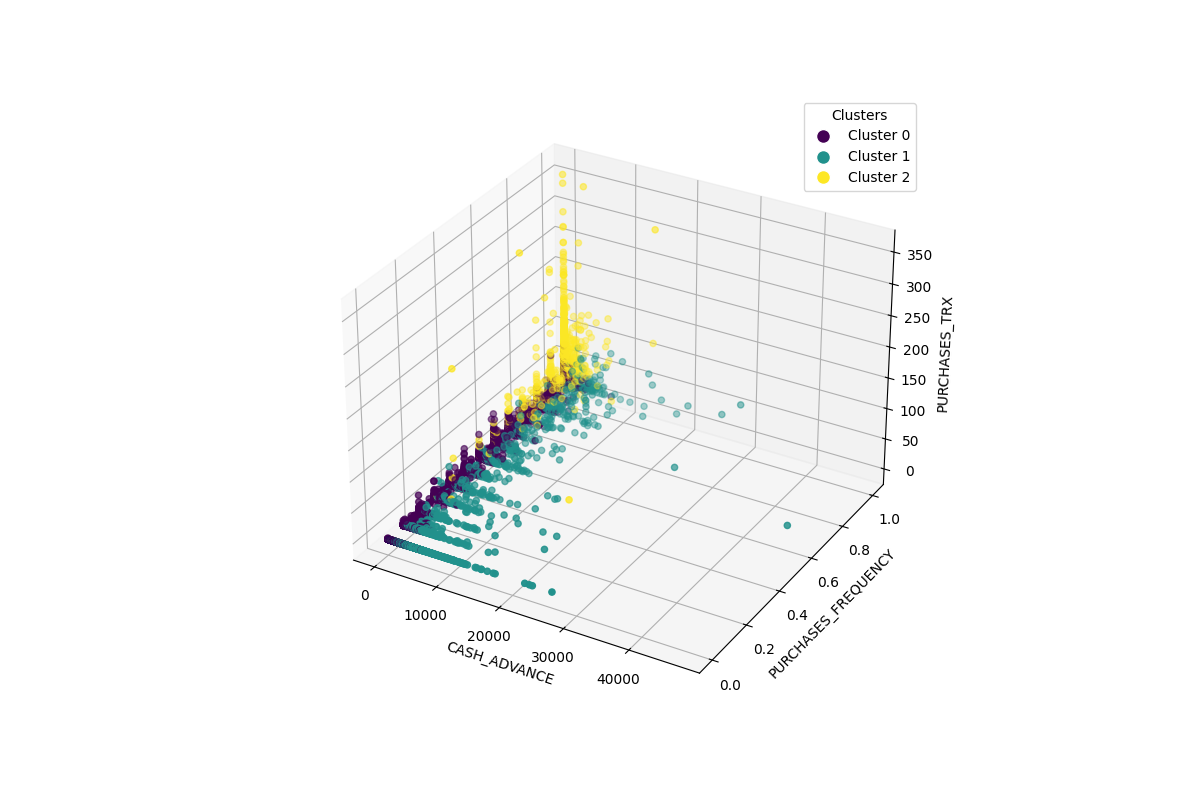 Clusters
Cluster 0
Cluster 1
Cluster 2
350
300
250
200
150
100
50
0
PURCHASES_TRX
1.0
0.8
0.6
0.4
0.2
0.0
PURCHASES_FREQUENCY
0
10000
20000
30000
40000
CASH_ADVANCE